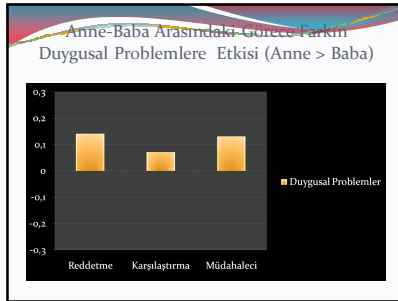 Anne-Baba Arasındaki Görece Farkın
Duygusal Problemlere Etkisi (Anne > Baba)
0,3
0,2
0,1
0
-0,1
-0,2
-0,3
Duygusal Problemler
Reddetme Karşılaştırma Müdahaleci